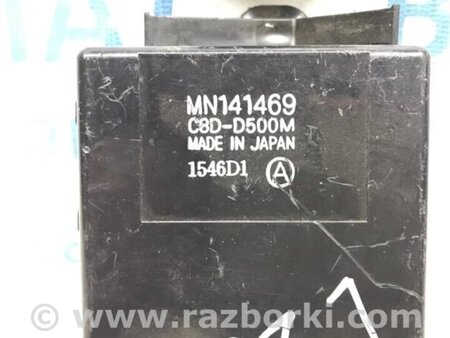 MN141469
C8D-D500M
MADE IN JAPAN
1546D1 A
© www.razborki.com